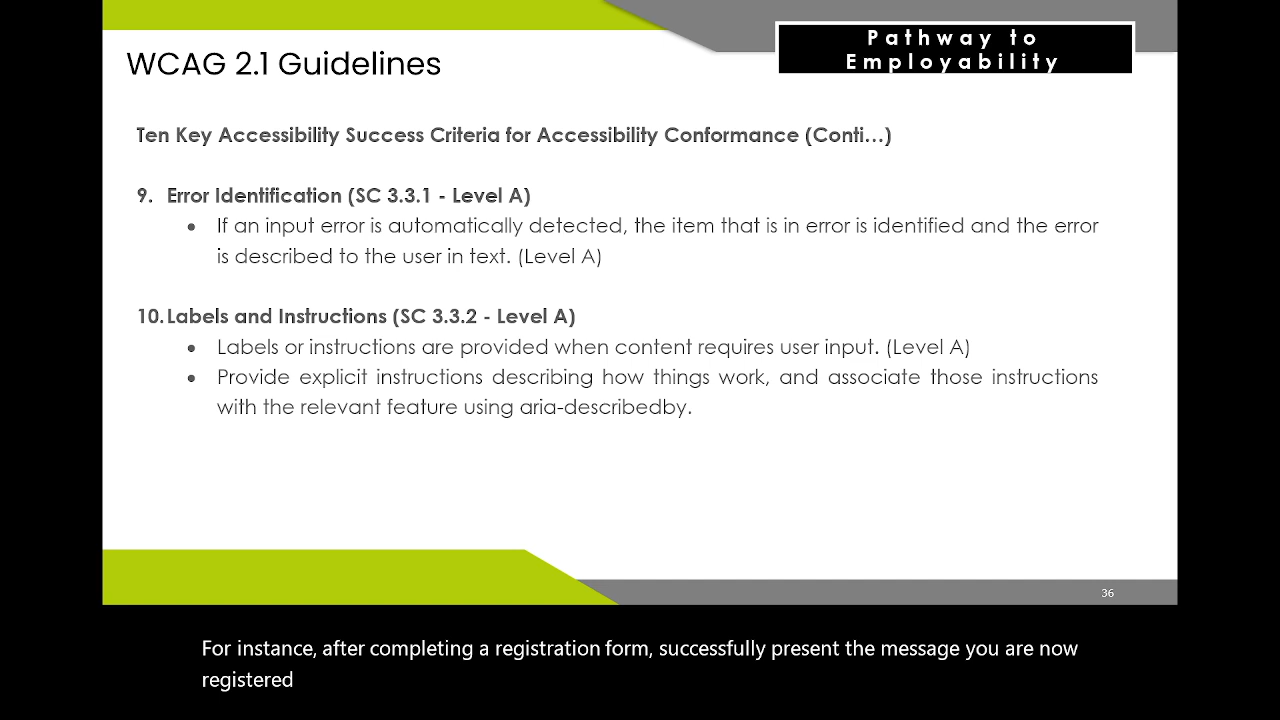 Pathway to
Employability
WCAG 2.1 Guidelines
Ten Key Accessibility Success Criteria for Accessibility Conformance (Conti...)
9. Error Identification (SC 3.3.1 - Level A)
• If an input error is automatically detected, the item that is in error is identified and the error
is described to the user in text. (Level A)
10. Labels and Instructions (SC 3.3.2 - Level A)
• Labels or instructions are provided when content requires user input. (Level A)
• Provide explicit instructions describing how things work, and associate those instructions
with the relevant feature using aria-describedby.
36
For instance, after completing a registration form, successfully present the message you are now
registered